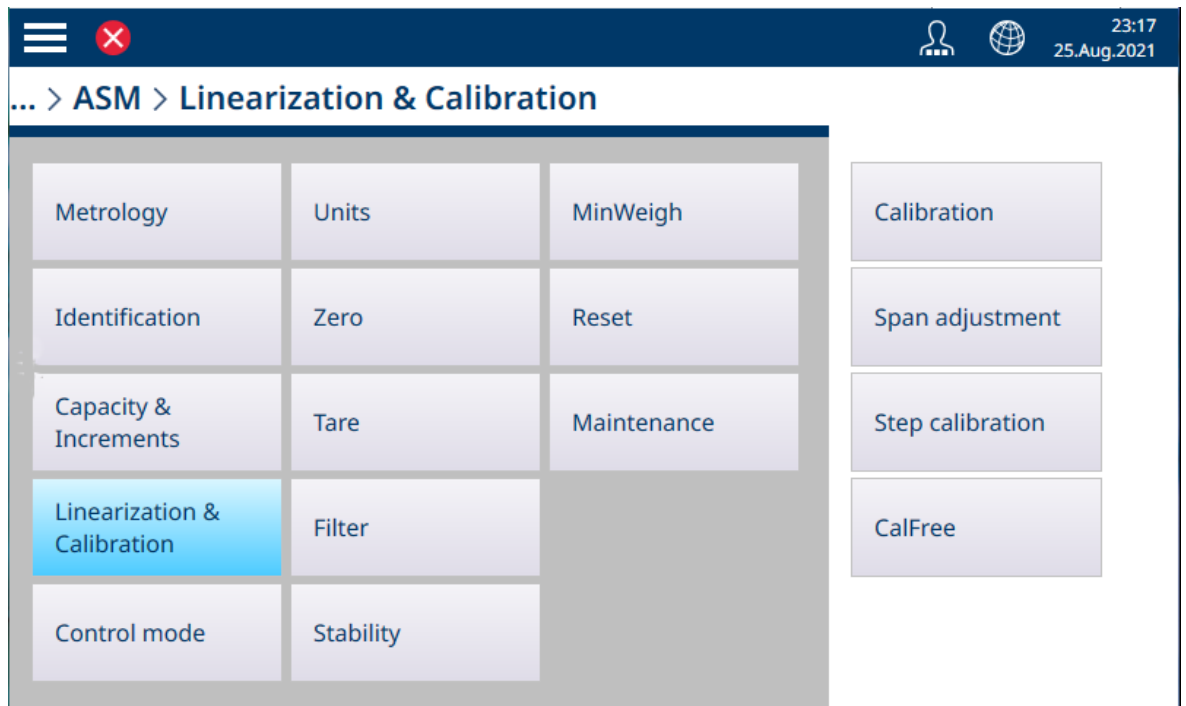 23:17
25.Aug.2021
... > ASM > Linearization & Calibration
Metrology
Units
MinWeigh
Calibration
Identification
Zero
Reset
Span adjustment
Capacity &
Increments
Tare
Maintenance
Step calibration
Linearization &
Calibration
Filter
CalFree
Control mode
Stability